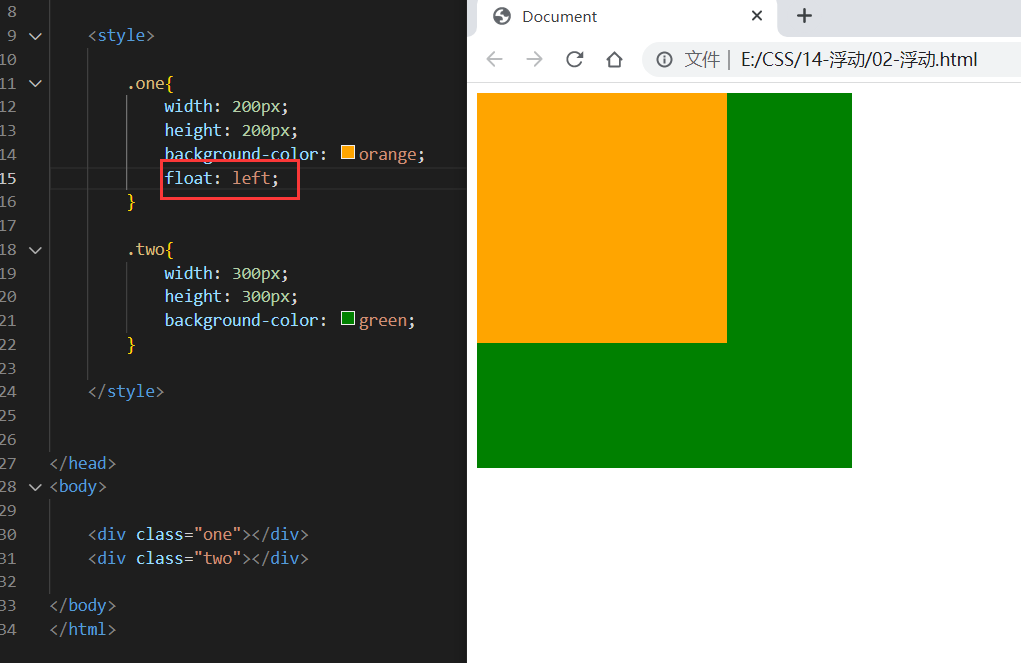 8
9 <style>
10
11 .one{
12 width: 200px;
13 height: 200px;
14 background-color: orange;
15 float: left;
16 }
17
18 .two{
19 width: 300px;
20 height: 300px;
21 background-color: green;
22 }
23
24 </style>
25
26
27 </head>
28 <body>
29
30 <div class="one"></div>
31 <div class="two"></div>
32
33 </body>
34 </html>
Document
文件 | E:/CSS/14-浮动/02-浮动.html